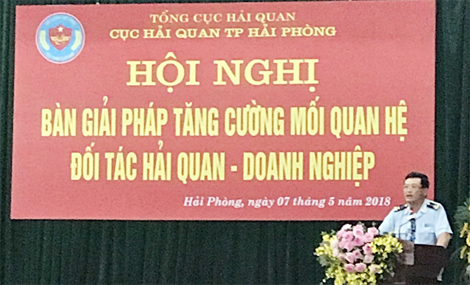 TỔNG CỤC HẢI QUAN
CỤC HẢI QUAN TP HẢI PHÒNG
HỘI NGHỊ
BÀN GIẢI PHÁP TĂNG CƯỜNG MỐI QUAN HỆ
ĐỐI TÁC HẢI QUAN - DOANH NGHIỆP
Hải Phòng, ngày 07 tháng 5 năm 2018